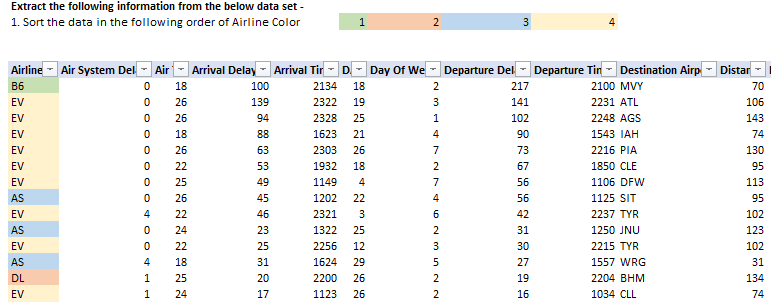 Extract the following information from the below data set -
1. Sort the data in the following order of Airline Color 1 2 3 4
Airline Air System Del Air Arrival Delay Arrival Tir D Day Of We Departure Del Departure Tin Destination Airpo Distar
B6 0 18 100 2134 18 2 217 2100 MVY 70
EV 0 26 139 2322 19 3 141 2231 ATL 106
EV 0 26 94 2328 25 1 102 2248 AGS 143
EV 0 18 88 1623 21 4 90 1543 IAH 74
EV 0 26 63 2303 26 7 73 2216 PIA 130
EV 0 22 53 1932 18 2 67 1850 CLE 95
EV 0 25 49 1149 4 7 56 1106 DFW 113
AS 0 26 45 1202 22 4 56 1125 SIT 95
EV 4 22 46 2321 3 6 42 2237 TYR 102
AS 0 24 23 1322 25 2 31 1250 JNU 123
EV 0 22 25 2256 12 3 30 2215 TYR 102
AS 4 18 31 1624 29 5 27 1557 WRG 31
DL 1 25 20 2200 26 2 19 2204 BHM 134
EV 1 24 17 1123 26 2 16 1034 CLL 74